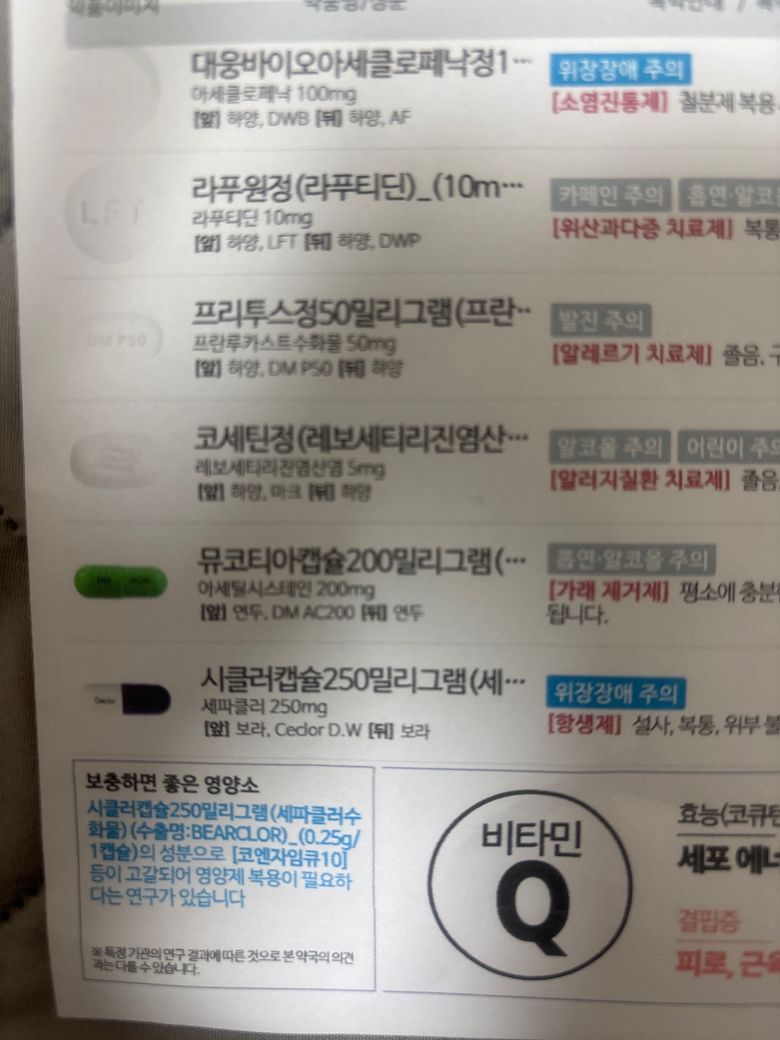 대웅바이오아세클로페낙정1…
위장장애 주의
아세클로페낙 100mg
[소염진통제] 철분제 복용
[앞] 하양, DWB [뒤] 하양, AF
LFT
라푸원정(라푸티딘)_(10m…
카페인 주의 흡연·알코
라푸티딘 10mg
[위산과다증 치료제] 복통
[앞] 하양, LFT [뒤] 하양, DWP
DM P50
프리투스정50밀리그램(프란…
발진 주의
프란루카스트수화물 50mg
[알레르기 치료제] 졸음, 구
[앞] 하양, DM P50 [뒤] 하양
코세틴정(레보세티리진염산…
알코올 주의 어린이 주의
레보세티리진염산염 5mg
[알러지질환 치료제] 졸음
[앞] 하양, 마크 [뒤] 하양
뮤코티아캡슐200밀리그램(…
흡연·알코올 주의
아세틸시스테인 200mg
[가래 제거제] 평소에 충분
됩니다.
[앞] 연두, DM AC200 [뒤] 연두
Ceclor
시클러캡슐250밀리그램(세…
위장장애 주의
세파클러 250mg
[항생제] 설사, 복통, 위부 불
[앞] 보라, Ceclor D.W [뒤] 보라
보충하면 좋은 영양소
시클러캡슐250밀리그램(세파클러수
화물) (수출명:BEARCLOR)_(0.25g/
1캡슐)의 성분으로 [코엔자임큐10]
등이 고갈되어 영양제 복용이 필요하
다는 연구가 있습니다
※ 특정 기관의 연구 결과에 따른 것으로 본 약국의 의견
과는 다를 수 있습니다.
비타민
Q
효능(코큐텐
세포 에너
결핍증
피로, 근육